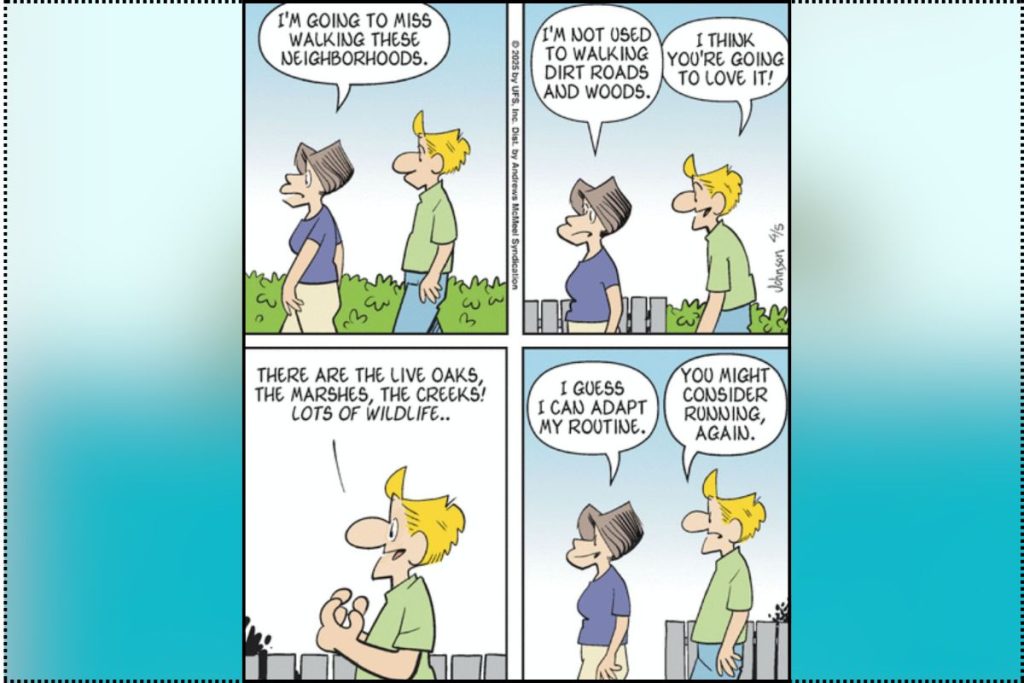 I'M GOING TO MISS
WALKING THESE
NEIGHBORHOODS.
© 2025 by UFS, Inc. Dist. by Andrews McMeel Syndication
I'M NOT USED
TO WALKING
DIRT ROADS
AND WOODS.
I THINK
YOU'RE GOING
TO LOVE IT!
Johnson 9/5
THERE ARE THE LIVE OAKS,
THE MARSHES, THE CREEKS!
LOTS OF WILDLIFE..
I GUESS
I CAN ADAPT
MY ROUTINE.
YOU MIGHT
CONSIDER
RUNNING,
AGAIN.